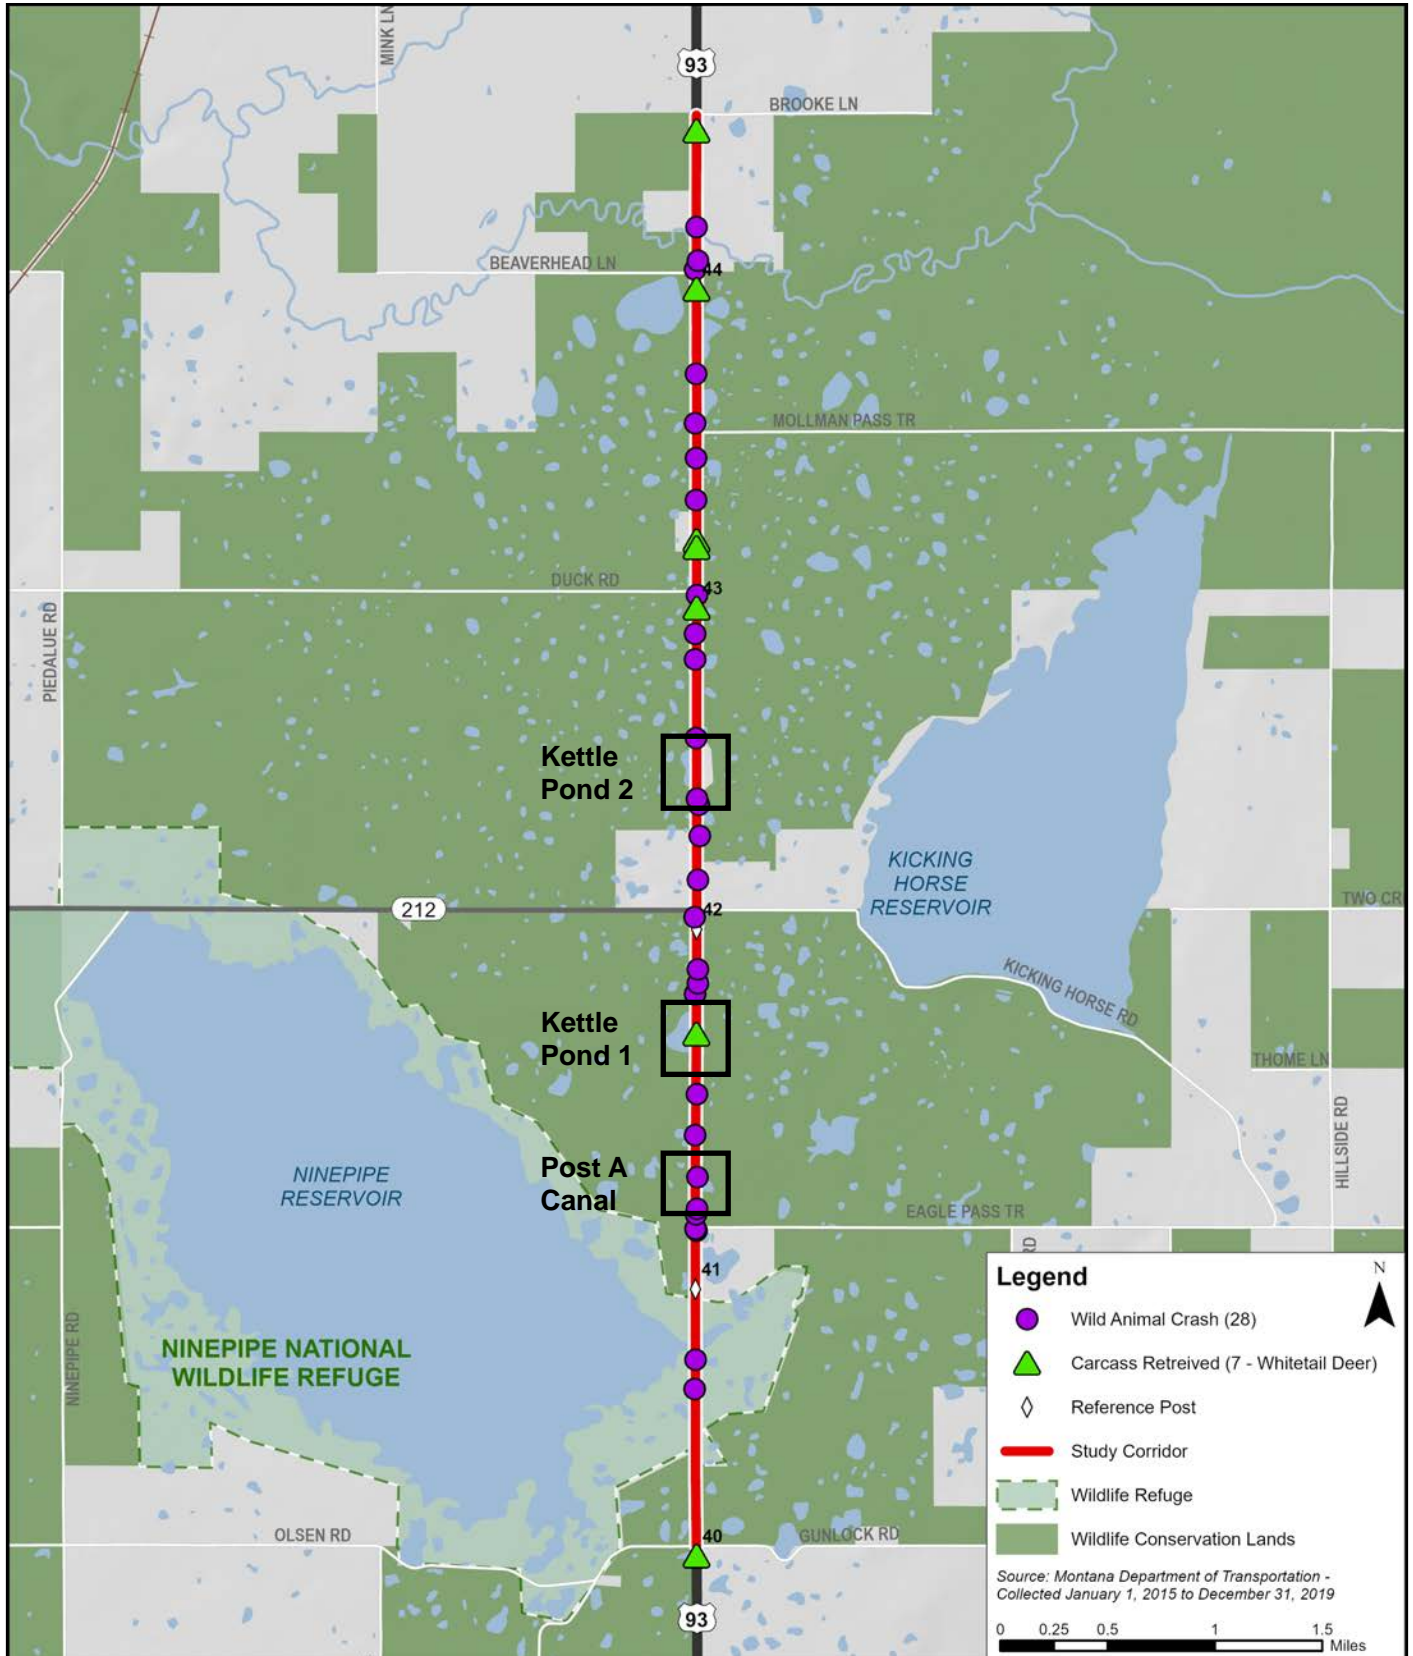 MINK LN
93
BROOKE LN
BEAVERHEAD LN
44
MOLLMAN PASS TR
DUCK RD
43
PIEDALUE RD
Kettle
Pond 2
KICKING
HORSE
RESERVOIR
TWO CR
212
42
KICKING HORSE RD
Kettle
Pond 1
THOME LN
HILLSIDE RD
NINEPIPE
RESERVOIR
Post A
Canal
EAGLE PASS TR
RD
41
NINEPIPE RD
NINEPIPE NATIONAL
WILDLIFE REFUGE
OLSEN RD
40
GUNLOCK RD
93
Legend
N
Wild Animal Crash (28)
Carcass Retreived (7 - Whitetail Deer)
Reference Post
Study Corridor
Wildlife Refuge
Wildlife Conservation Lands
Source: Montana Department of Transportation -
Collected January 1, 2015 to December 31, 2019
0 0.25 0.5 1 1.5
Miles